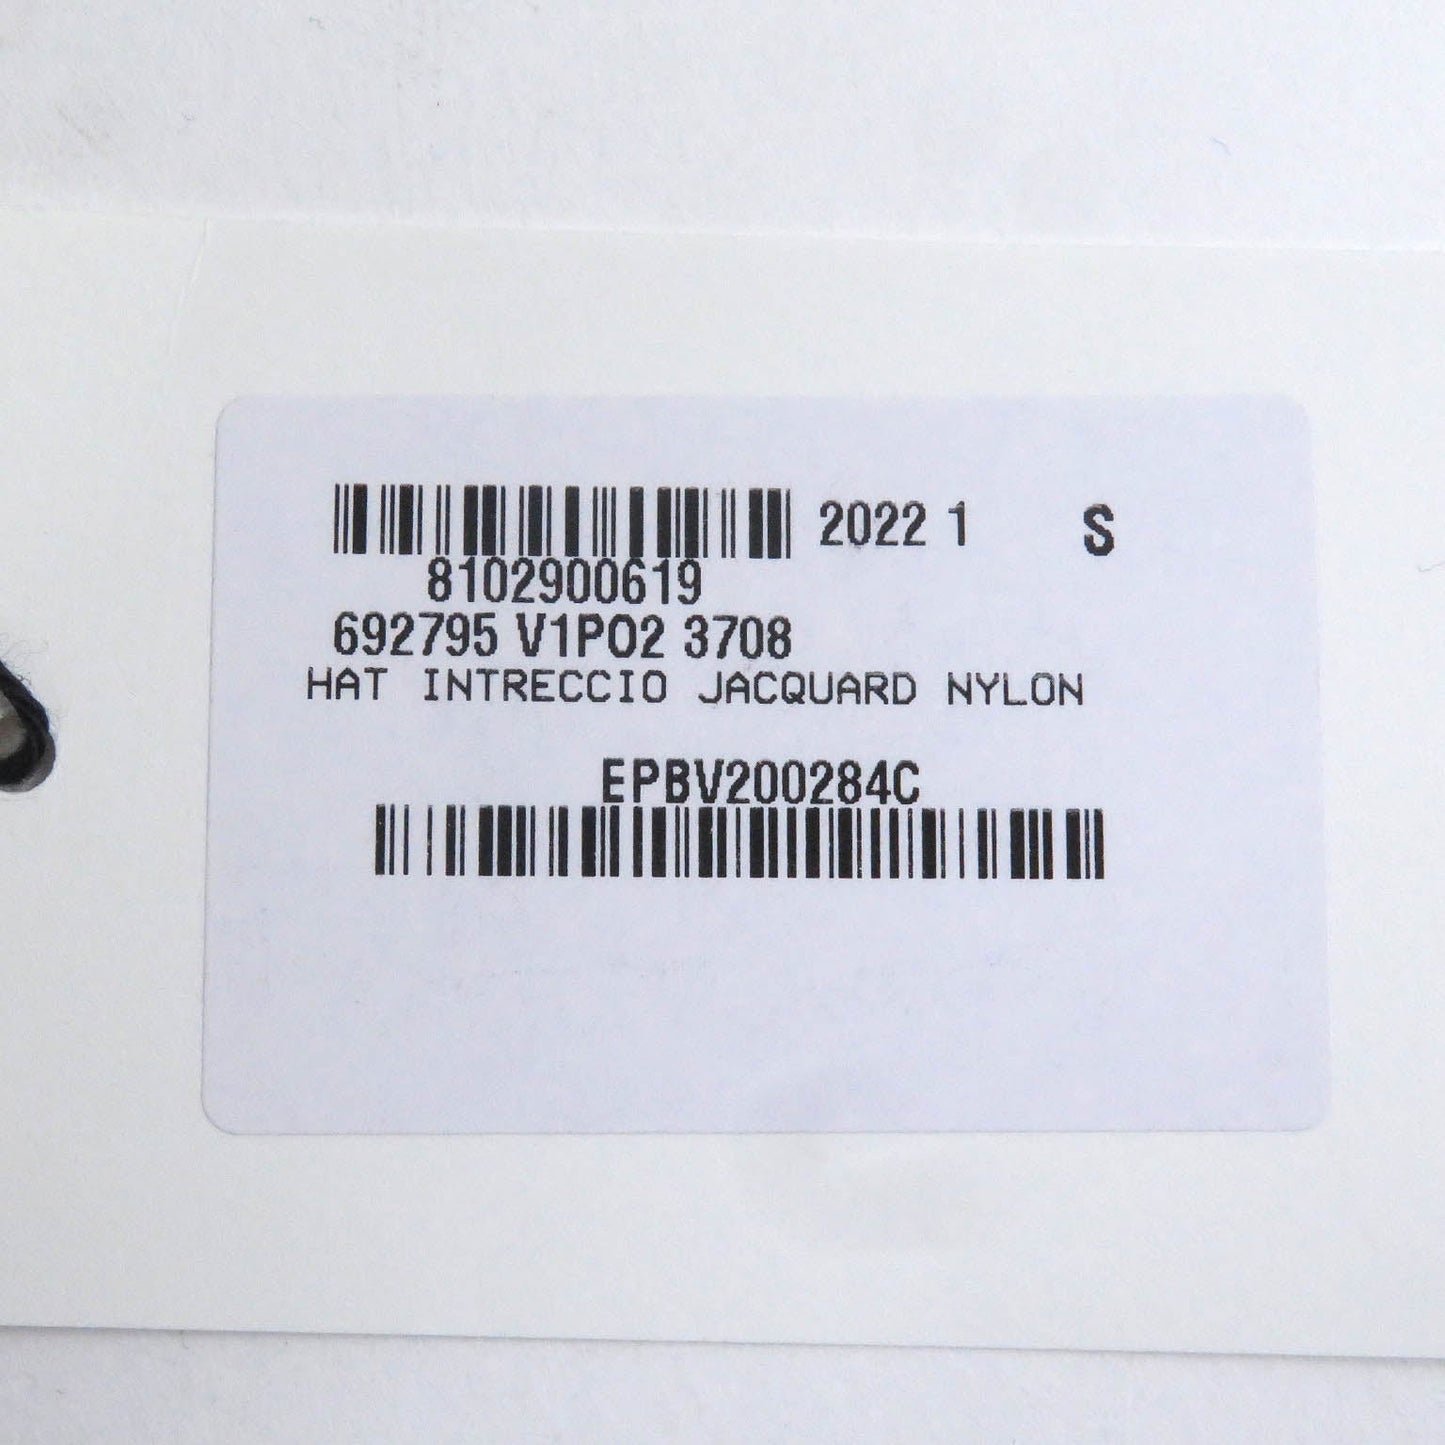 2022 1 S
8102900619
692795 V1PO2 3708
HAT INTRECCIO JACQUARD NYLON
EPBV200284C